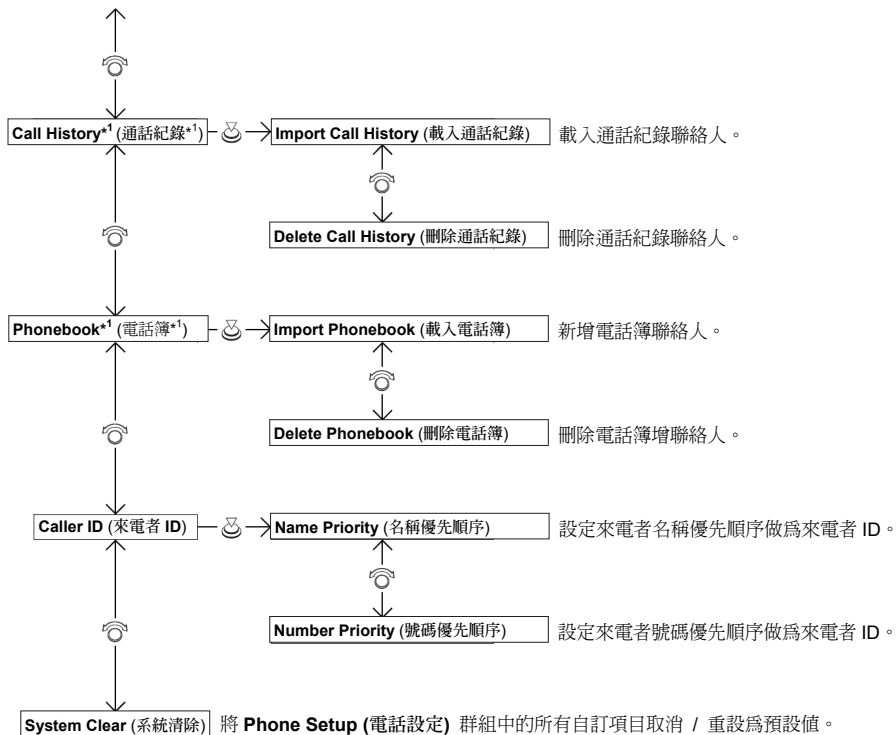 Call History*1 (通話紀錄*1) Import Call History (載入通話紀錄) 載入通話紀錄聯絡人。
Delete Call History (刪除通話紀錄) 刪除通話紀錄聯絡人。
Phonebook*1 (電話簿*1) Import Phonebook (載入電話簿) 新增電話簿聯絡人。
Delete Phonebook (刪除電話簿) 刪除電話簿增聯絡人。
Caller ID (來電者 ID) Name Priority (名稱優先順序) 設定來電者名稱優先順序做爲來電者 ID。
Number Priority (號碼優先順序) 設定來電者號碼優先順序做爲來電者 ID。
System Clear (系統清除) 將 Phone Setup (電話設定) 群組中的所有自訂項目取消 / 重設爲預設値。